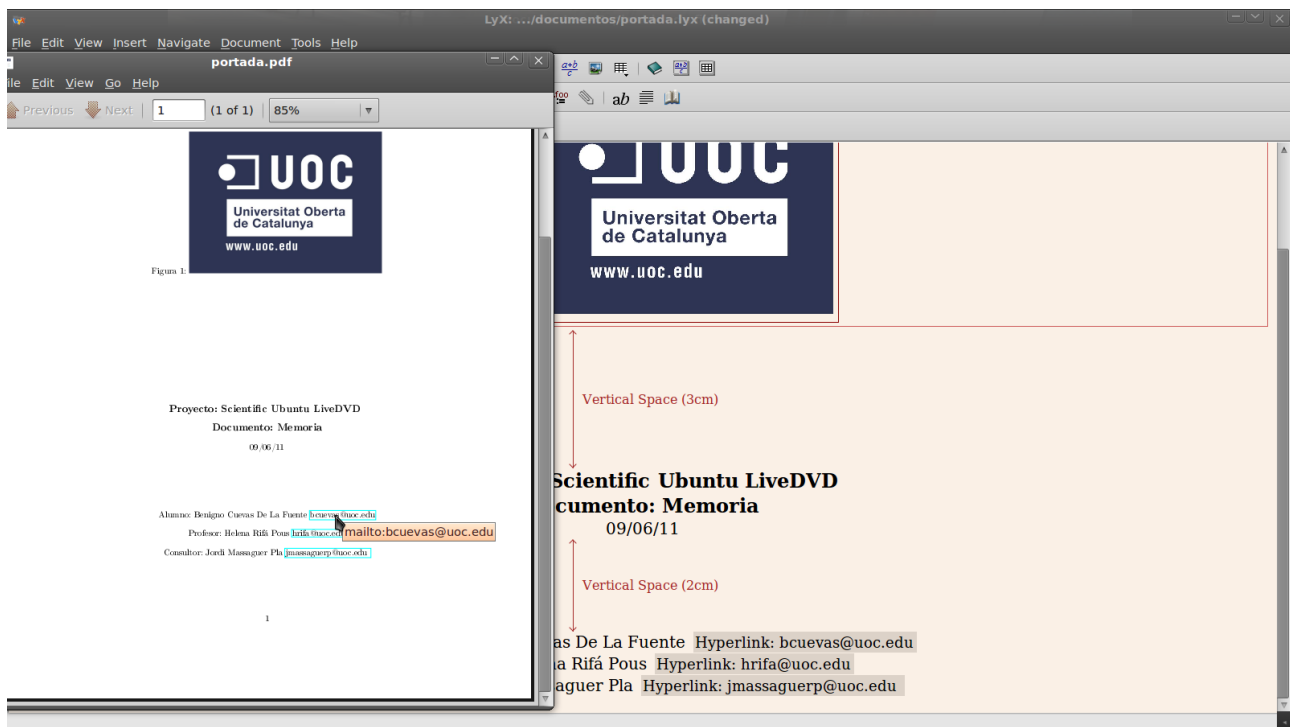 LyX: .../documentos/portada.lyx (changed)
File Edit View Insert Navigate Document Tools Help
portada.pdf
ile Edit View Go Help
Previous Next 1 (1 of 1) 85%
UOC
Universitat Oberta
de Catalunya
www.uoc.edu
Figura 1:
Proyecto: Scientific Ubuntu LiveDVD
Documento: Memoria
09/06/11
Alumno: Benigno Cuevas De La Fuente bcuevas@uoc.edu
Profesor: Helena Rifá Pous hrifa@uoc.ed
mailto:bcuevas@uoc.edu
Consultor: Jordi Massaguer Pla jmassaguerp@uoc.edu
1
a+b
c
ab
UOC
Universitat Oberta
de Catalunya
www.uoc.edu
Vertical Space (3cm)
Scientific Ubuntu LiveDVD
cumento: Memoria
09/06/11
Vertical Space (2cm)
as De La Fuente Hyperlink: bcuevas@uoc.edu
a Rifá Pous Hyperlink: hrifa@uoc.edu
aguer Pla Hyperlink: jmassaguerp@uoc.edu